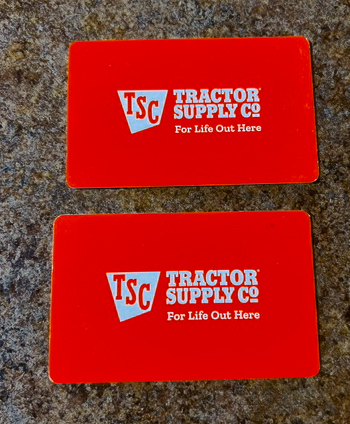 TSC
TRACTOR
SUPPLY CO
For Life Out Here
TSC
TRACTOR
SUPPLY CO
For Life Out Here